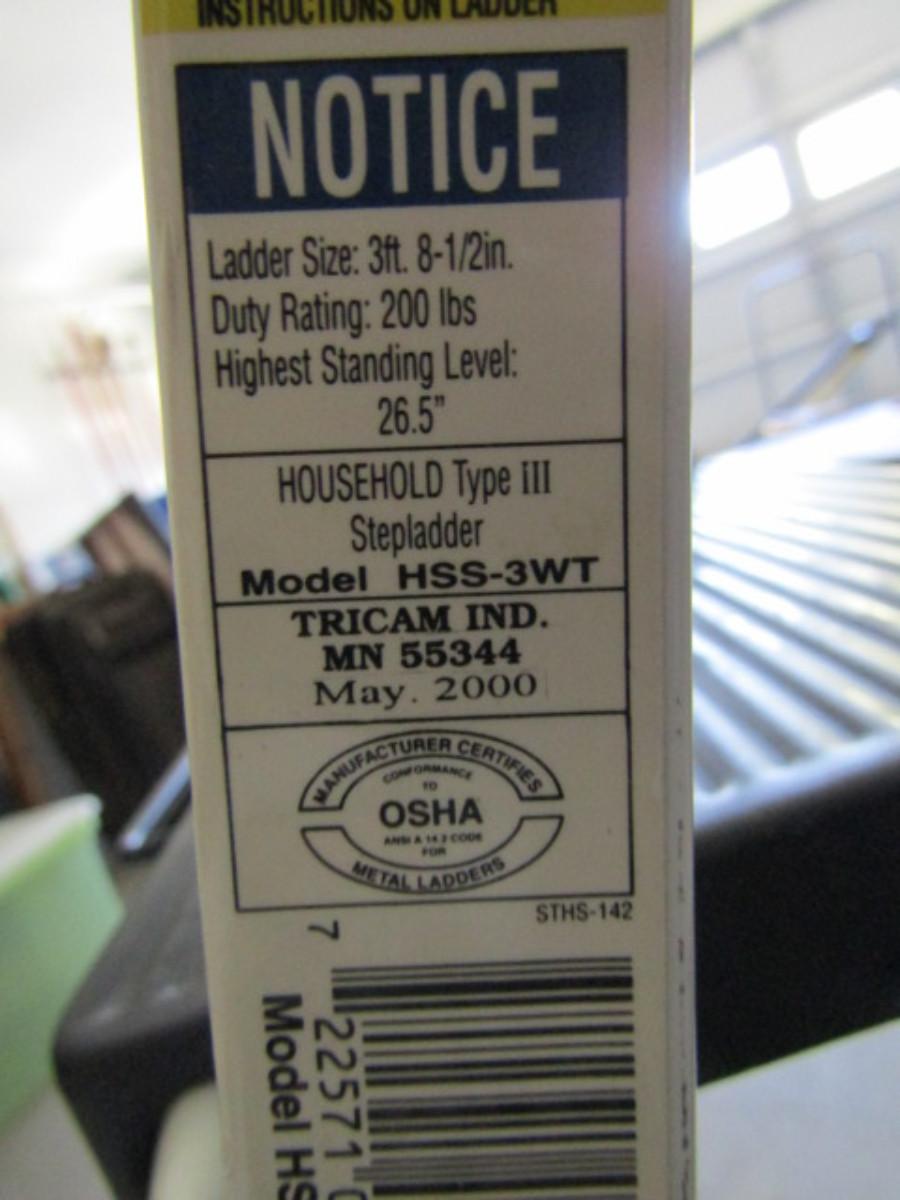 INSTRUCTIONS ON LADDER
NOTICE
Ladder Size: 3ft. 8-1/2in.
Duty Rating: 200 lbs
Highest Standing Level:
26.5"
HOUSEHOLD Type III
Stepladder
Model HSS-3WT
TRICAM IND.
MN 55344
May. 2000
MANUFACTURER CERTIFIES
CONFORMANCE
TO
OSHA
ANSI A 14.2 CODE
FOR
METAL LADDERS
STHS-142
7
22571
Model HS